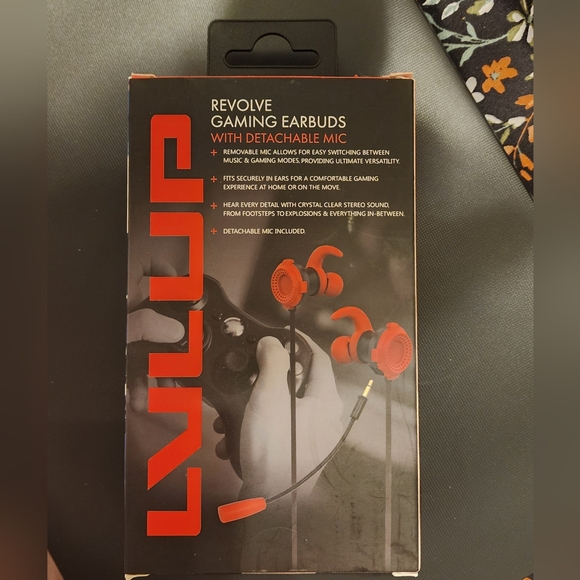 REVOLVE
GAMING EARBUDS
WITH DETACHABLE MIC
+ REMOVABLE MIC ALLOWS FOR EASY SWITCHING BETWEEN
MUSIC & GAMING MODES, PROVIDING ULTIMATE VERSATILITY.
+ FITS SECURELY IN EARS FOR A COMFORTABLE GAMING
EXPERIENCE AT HOME OR ON THE MOVE.
+ HEAR EVERY DETAIL WITH CRYSTAL CLEAR STEREO SOUND,
FROM FOOTSTEPS TO EXPLOSIONS & EVERYTHING IN-BETWEEN.
+ DETACHABLE MIC INCLUDED.
LVLUP